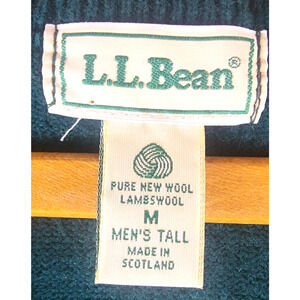 L.L.Bean®
PURE NEW WOOL
LAMBSWOOL
M
MEN'S TALL
MADE IN
SCOTLAND